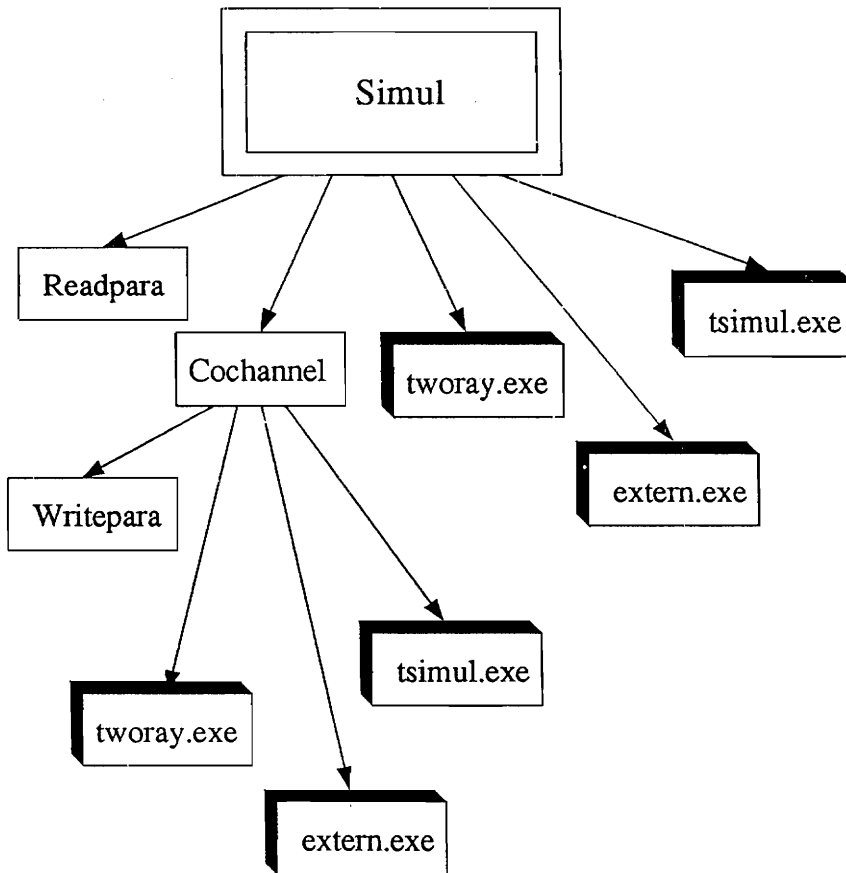 Simul
Readpara
tsimul.exe
Cochannel
tworay.exe
extern.exe
Writepara
tsimul.exe
tworay.exe
extern.exe